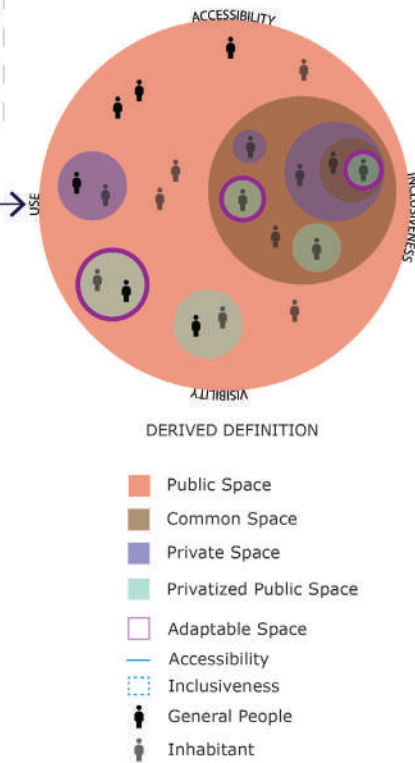 ACCESSIBILITY
USE
INCLUSIVENESS
VISIBILITY
DERIVED DEFINITION
Public Space
Common Space
Private Space
Privatized Public Space
Adaptable Space
Accessibility
Inclusiveness
General People
Inhabitant